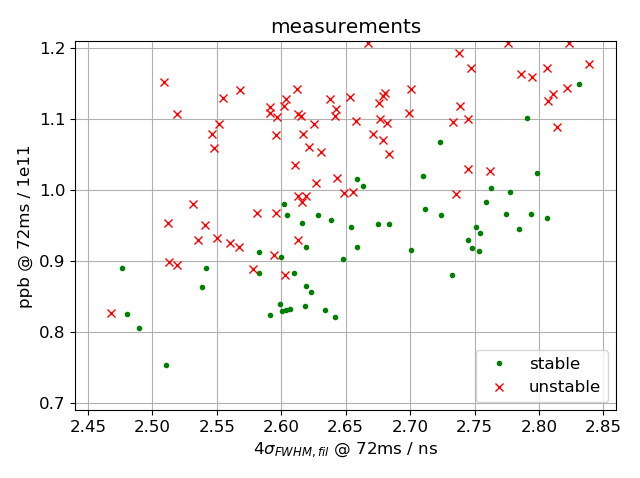 measurements
1.2
1.1
1.0
0.9
0.8
0.7
ppb @ 72ms / 1e11
stable
unstable
2.45 2.50 2.55 2.60 2.65 2.70 2.75 2.80 2.85
4σFWHM, fil @ 72ms / ns